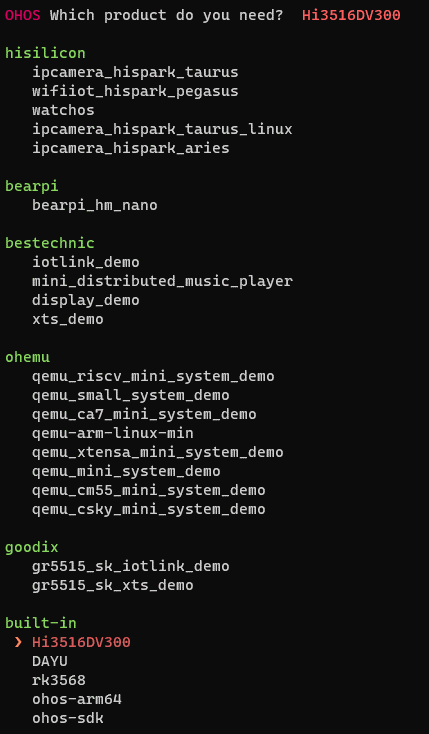 OHOS Which product do you need?  Hi3516DV300
hisilicon
ipcamera_hispark_taurus
wifiiot_hispark_pegasus
watchos
ipcamera_hispark_taurus_linux
ipcamera_hispark_aries
bearpi
bearpi_hm_nano
bestechnic
iotlink_demo
mini_distributed_music_player
display_demo
xts_demo
ohemu
qemu_riscv_mini_system_demo
qemu_small_system_demo
qemu_ca7_mini_system_demo
qemu-arm-linux-min
qemu_xtensa_mini_system_demo
qemu_mini_system_demo
qemu_cm55_mini_system_demo
qemu_csky_mini_system_demo
goodix
gr5515_sk_iotlink_demo
gr5515_sk_xts_demo
built-in
❯ Hi3516DV300
DAYU
rk3568
ohos-arm64
ohos-sdk